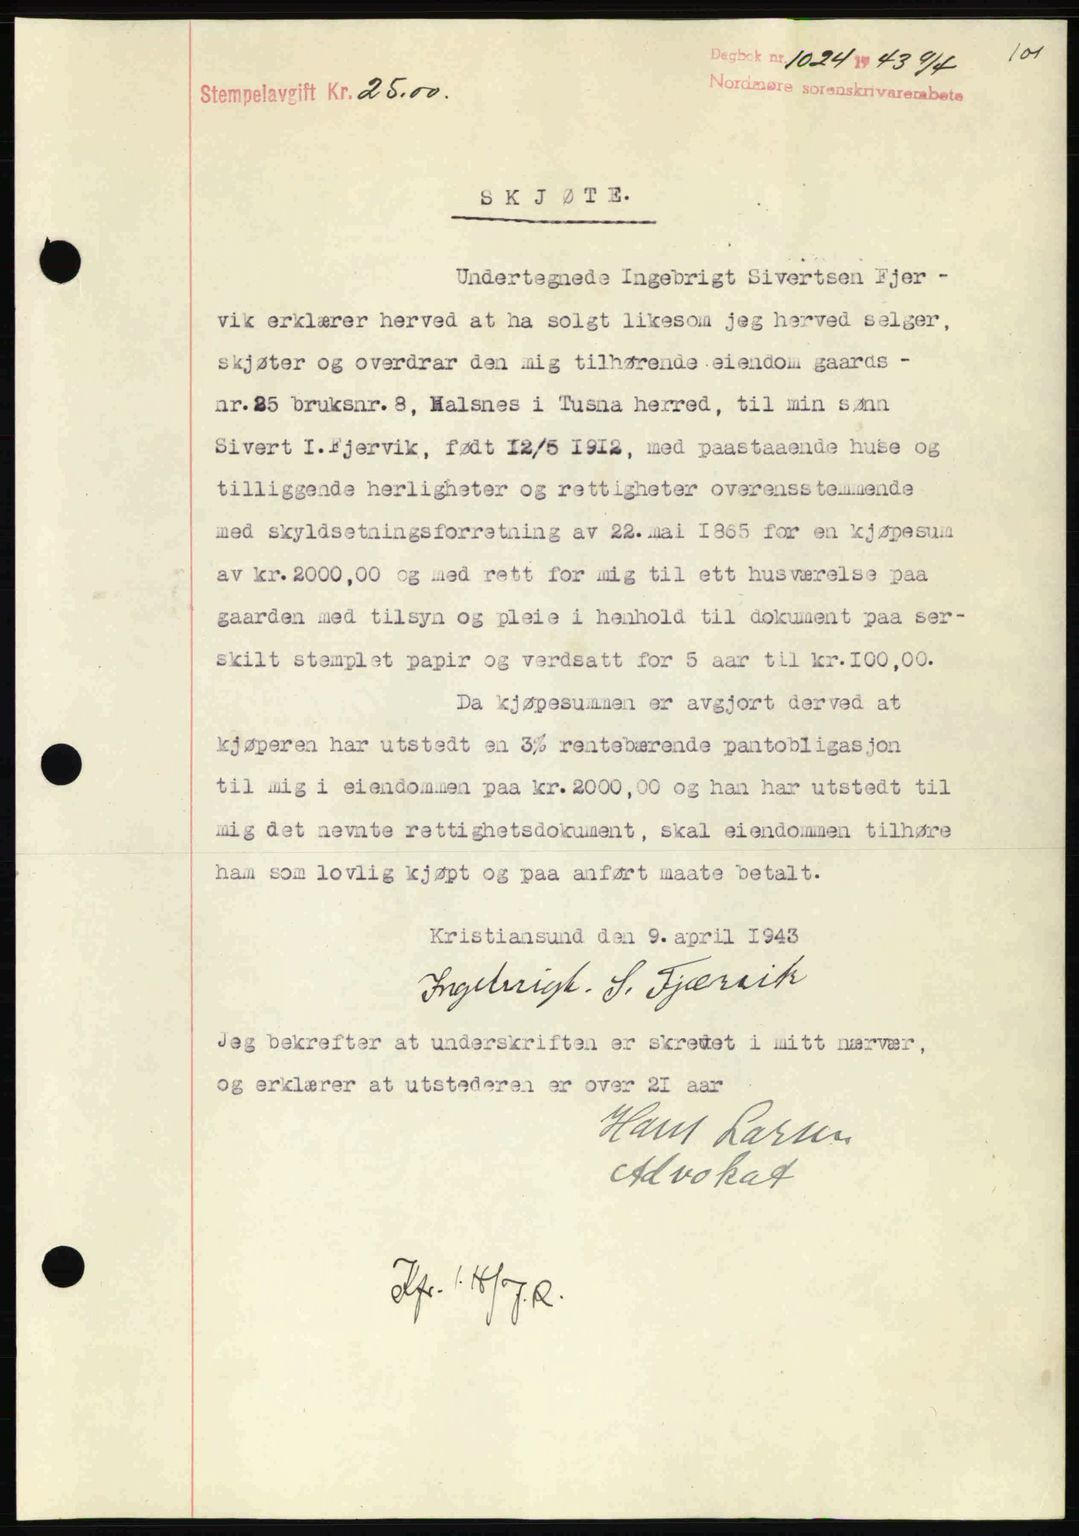 101
Dagbok nr. 1024 1943 9/4
Nordmøre sorenskrivarembete
Stempelavgift Kr. 25.00.
SKJØTE.
Undertegnede Ingebrigt Sivertsen Fjer -
vik erklærer herved at ha solgt likesom jeg herved selger,
skjøter og overdrar den mig tilhørende eiendom gaards -
nr.25 bruksnr. 8, Halsnes i Tusna herred, til min sønn
Sivert I.Fjervik, født 12/5 1912, med paastaaende huse og
tilliggende herligheter og rettigheter overensstemmende
med skyldsetningsforretning av 22.mai 1865 for en kjøpesum
av kr.2000,00 og med rett for mig til ett husværelse paa
gaarden med tilsyn og pleie i henhold til dokument paa ser-
skilt stemplet papir og verdsatt for 5 aar til kr.100,00.
Da kjøpesummen er avgjort derved at
kjøperen har utstedt en 3% rentebærende pantobligasjon
til mig i eiendommen paa kr.2000,00 og han har utstedt til
mig det nevnte rettighetsdokument, skal eiendommen tilhøre
ham som lovlig kjøpt og paa anført maate betalt.
Kristiansund den 9.april 1943
Ingebrigt. S. Fjærvik
Jeg bekrefter at underskriften er skrevet i mitt nærvær,
og erklærer at utstederen er over 21 aar
Hans Larsen
Advokat
J.R.